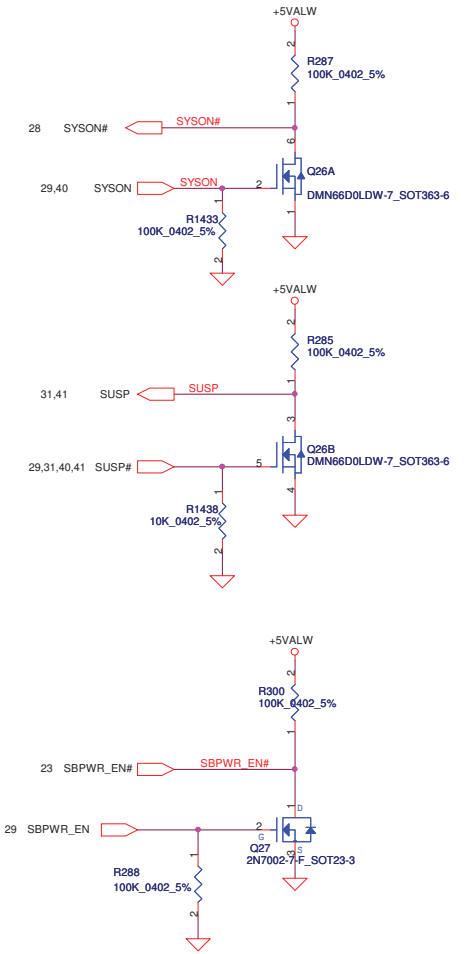 +5VALW
2
R287
100K_0402_5%
1
28 SYSON# SYSON#
6
Q26A
29,40 SYSON SYSON 2
DMN66D0LDW-7_SOT363-6
1 1
R1433
100K_0402_5%
2
+5VALW
2
R285
100K_0402_5%
1
31,41 SUSP SUSP
3
Q26B
29,31,40,41 SUSP# 5
DMN66D0LDW-7_SOT363-6
1 4
R1438
10K_0402_5%
2
+5VALW
2
R300
100K_0402_5%
1
23 SBPWR_EN# SBPWR_EN#
1 D
29 SBPWR_EN 2
G
Q27 3 S
2N7002-7-F_SOT23-3
1
R288
100K_0402_5%
2